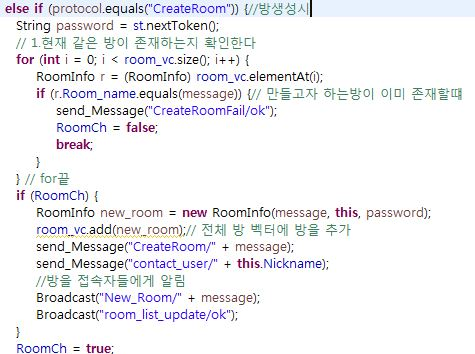 else if (protocol.equals("CreateRoom")) {//방생성시
String password = st.nextToken();
// 1.현재 같은 방이 존재하는지 확인한다
for (int i = 0; i < room_vc.size(); i++) {
RoomInfo r = (RoomInfo) room_vc.elementAt(i);
if (r.Room_name.equals(message)) {// 만들고자 하는방이 이미 존재할떄
send_Message("CreateRoomFail/ok");
RoomCh = false;
break;
}
} // for끝
if (RoomCh) {
RoomInfo new_room = new RoomInfo(message, this, password);
room_vc.add(new_room);// 전체 방 벡터에 방을 추가
send_Message("CreateRoom/" + message);
send_Message("contact_user/" + this.Nickname);
//방을 접속자들에게 알림
Broadcast("New_Room/" + message);
Broadcast("room_list_update/ok");
}
RoomCh = true;